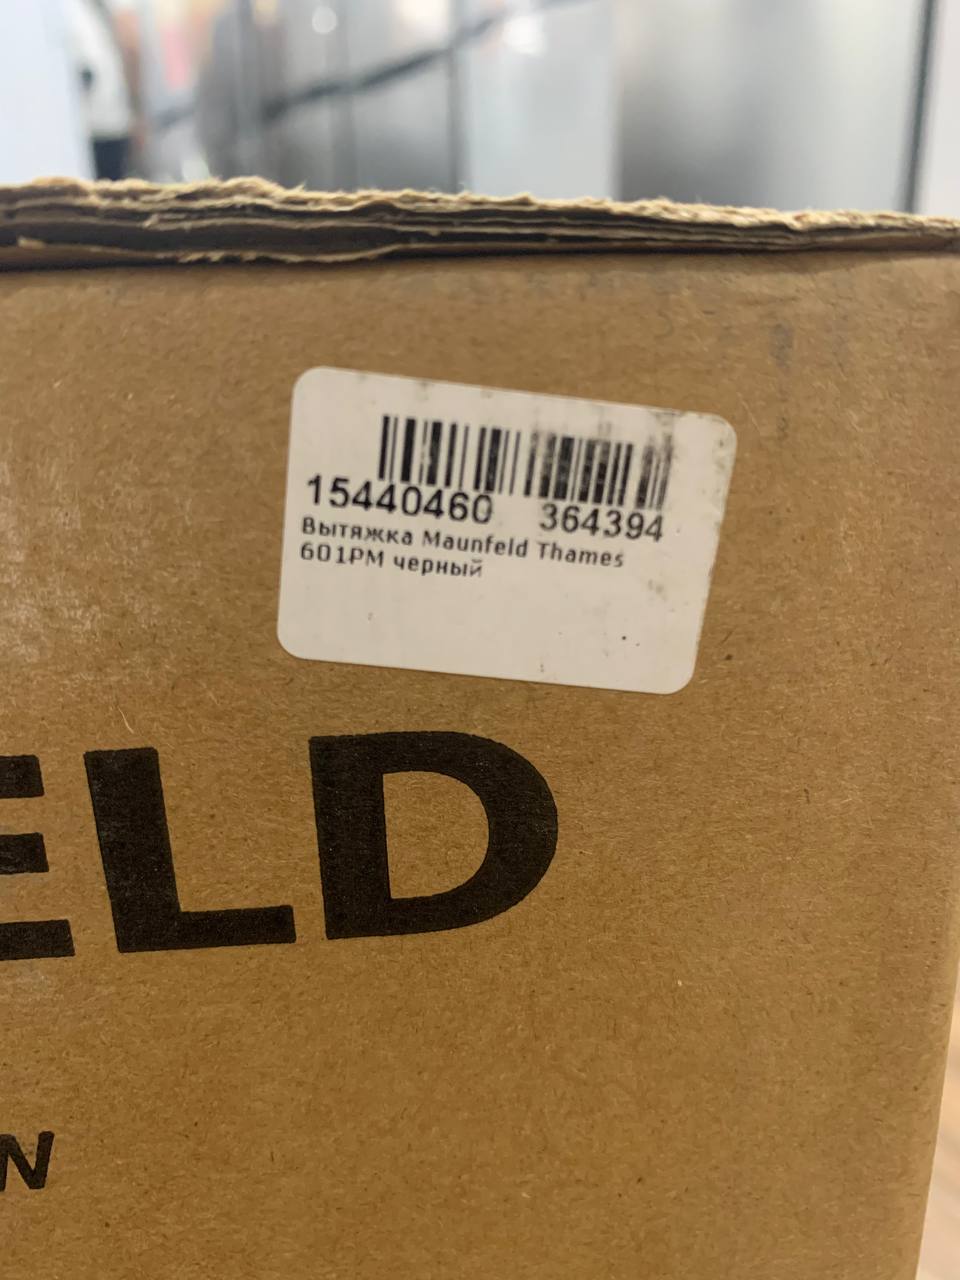 15440460 364394
Вытяжка Maunfeld Thames
601PM черный
ELD
N